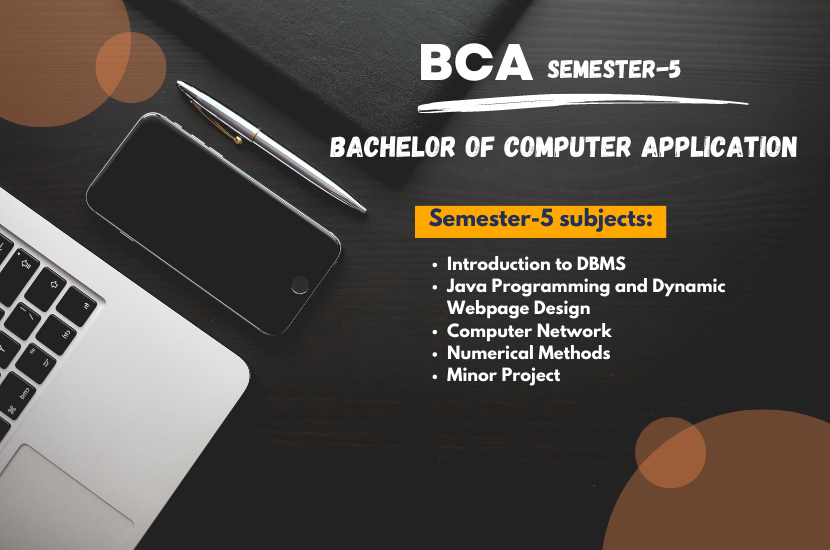 BCA SEMESTER-5
BACHELOR OF COMPUTER APPLICATION
Semester-5 subjects:
• Introduction to DBMS
• Java Programming and Dynamic
Webpage Design
• Computer Network
• Numerical Methods
• Minor Project